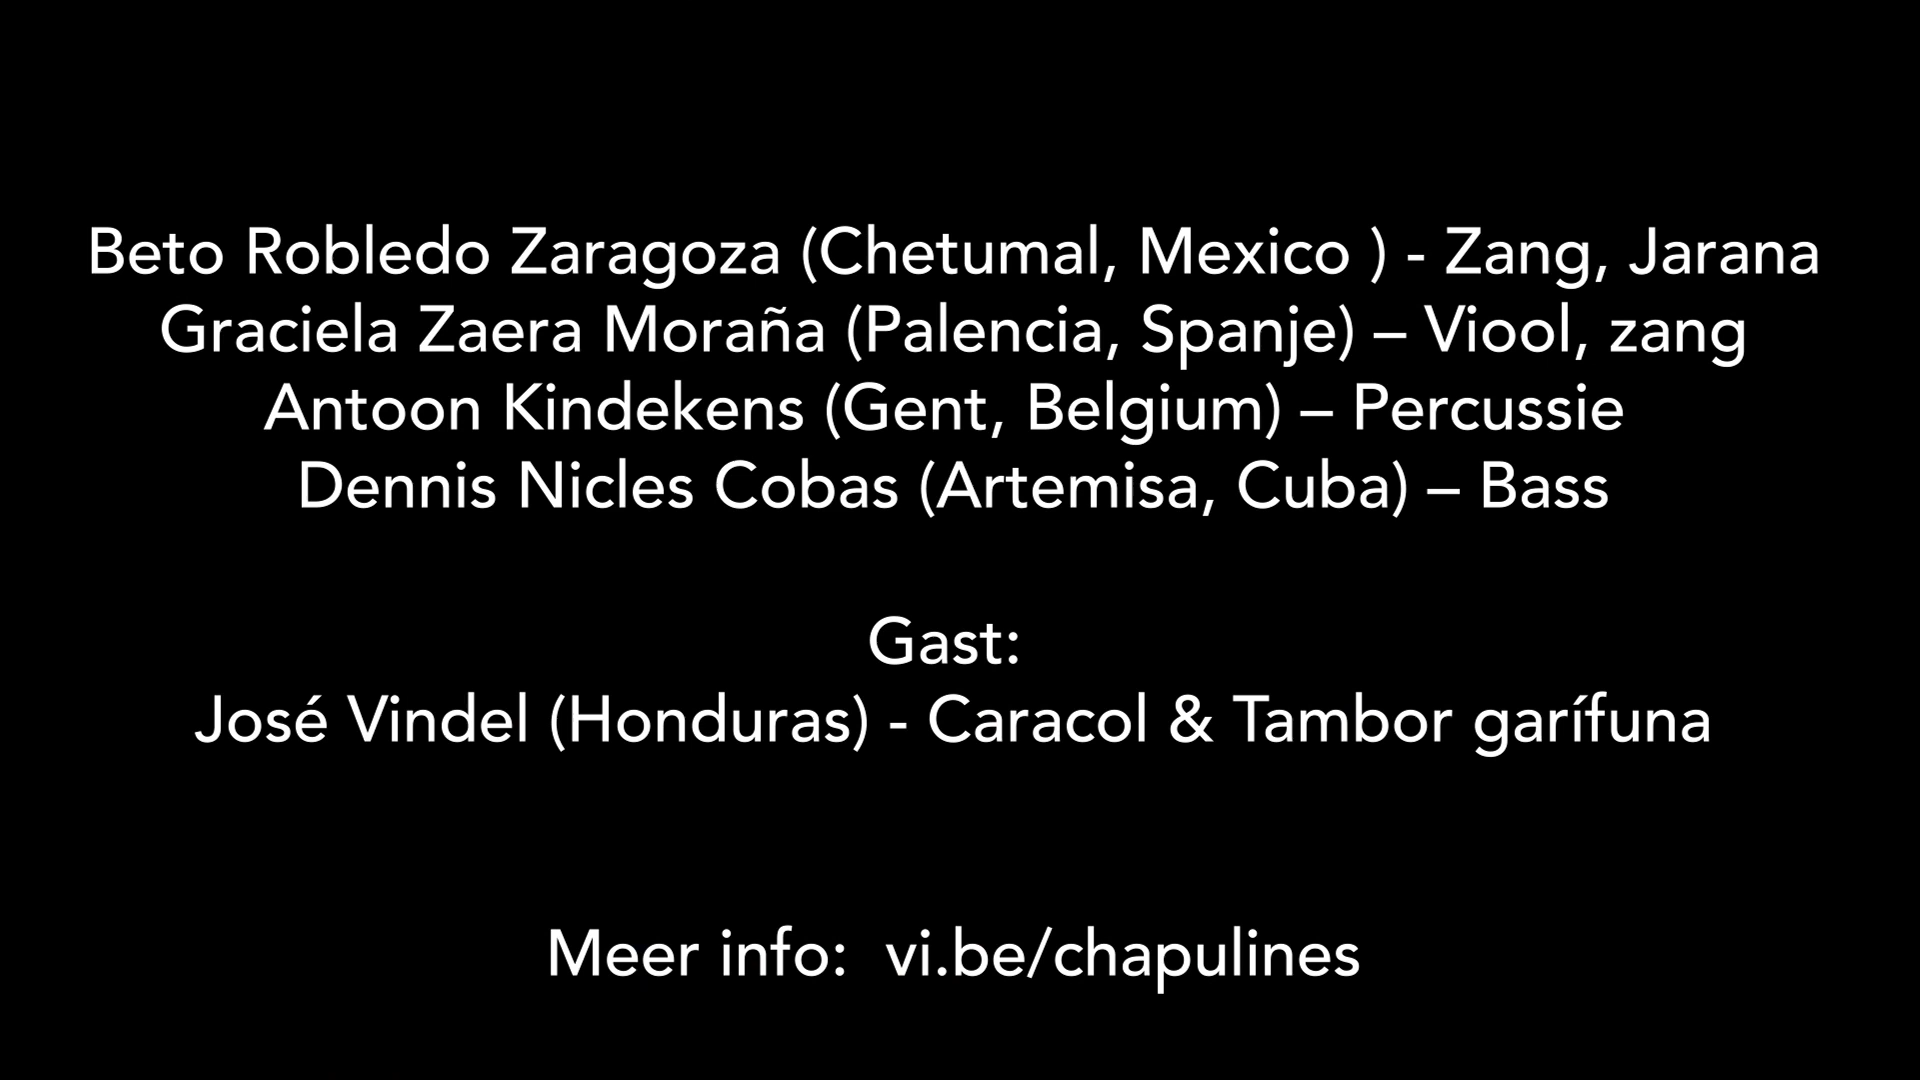 Beto Robledo Zaragoza (Chetumal, Mexico ) - Zang, Jarana
Graciela Zaera Moraña (Palencia, Spanje) – Viool, zang
Antoon Kindekens (Gent, Belgium) – Percussie
Dennis Nicles Cobas (Artemisa, Cuba) – Bass
Gast:
José Vindel (Honduras) - Caracol & Tambor garífuna
Meer info:  vi.be/chapulines